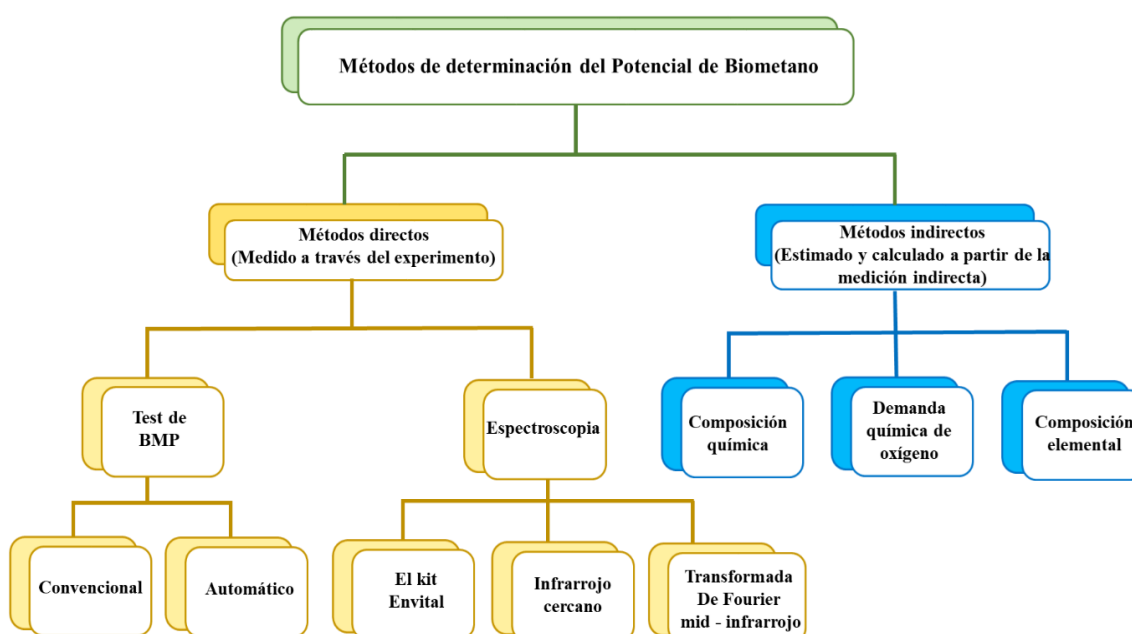 Métodos de determinación del Potencial de Biometano
Métodos directos
(Medido a través del experimento)
Métodos indirectos
(Estimado y calculado a partir de la
medición indirecta)
Test de
BMP
Espectroscopia
Composición
química
Demanda
química de
oxígeno
Composición
elemental
Convencional
Automático
El kit
Envital
Infrarrojo
cercano
Transformada
De Fourier
mid - infrarrojo